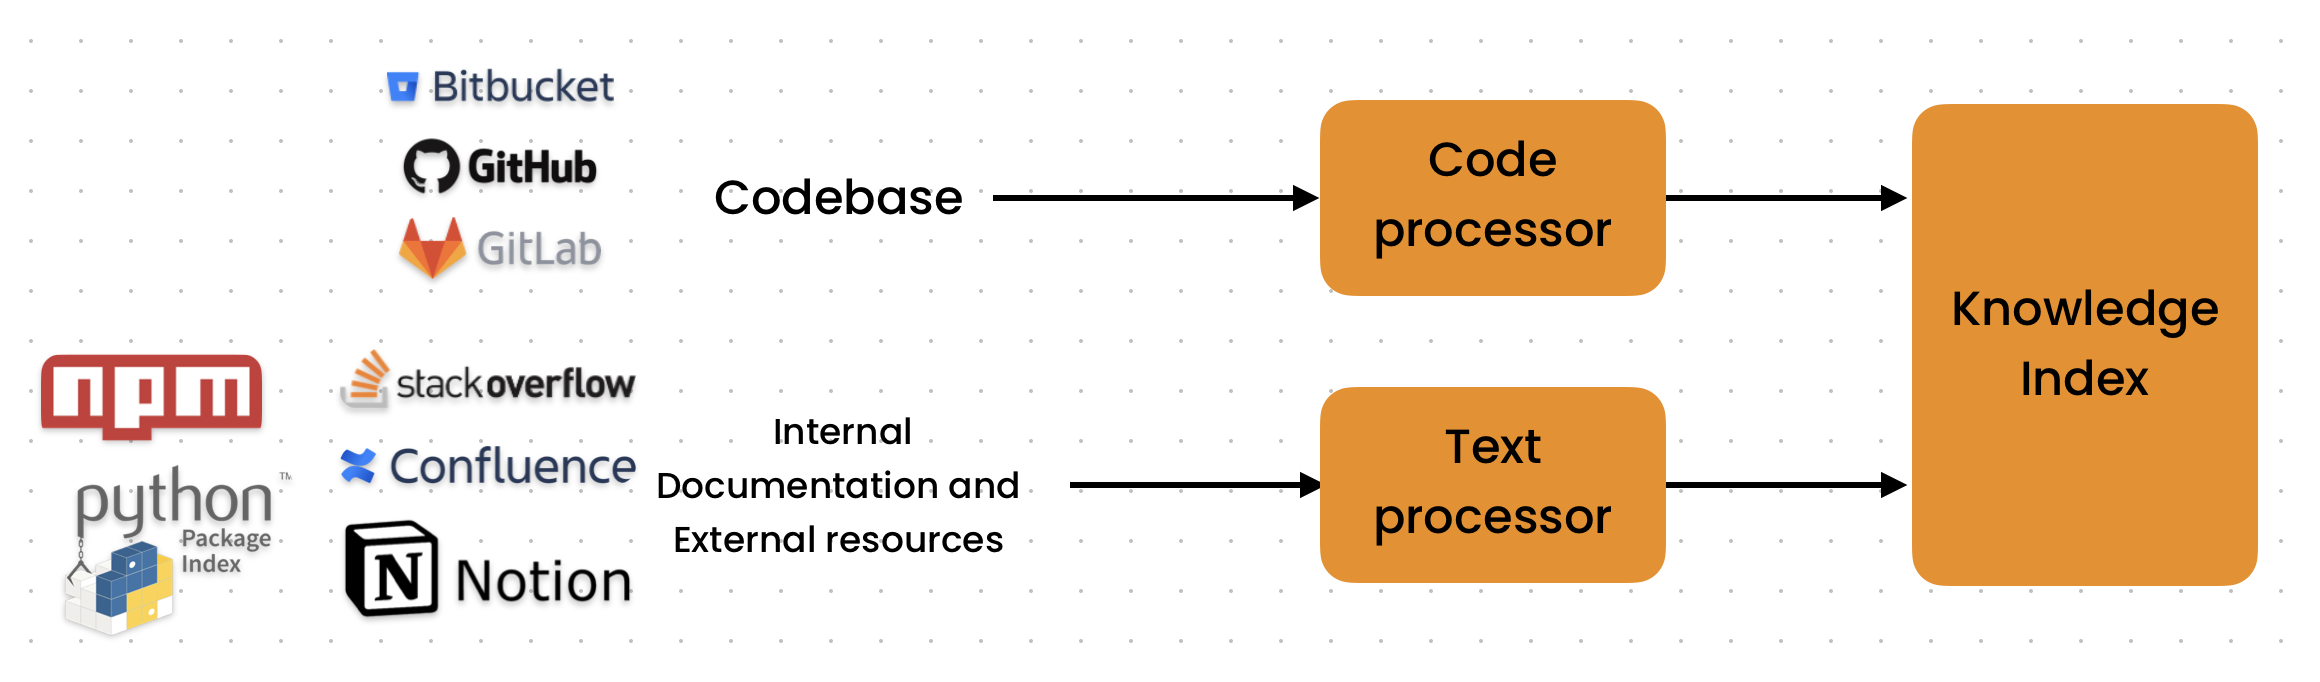 Bitbucket
GitHub
GitLab
Codebase
Code
processor
npm
python™
Package
Index
stackoverflow
Confluence
Notion
Internal
Documentation and
External resources
Text
processor
Knowledge
Index